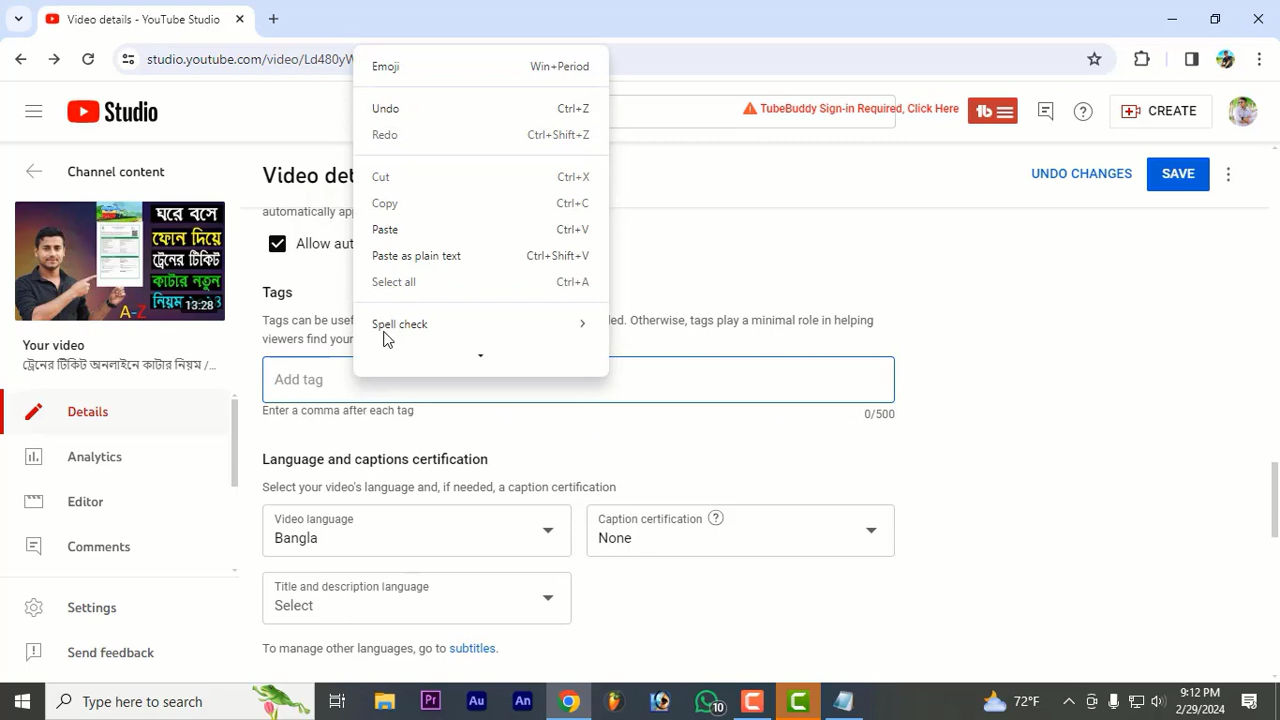 Video details - YouTube Studio
studio.youtube.com/video/Ld480yW
Emoji Win+Period
Undo Ctrl+Z
Redo Ctrl+Shift+Z
Cut Ctrl+X
Copy Ctrl+C
Paste Ctrl+V
Paste as plain text Ctrl+Shift+V
Select all Ctrl+A
Spell check
Studio
TubeBuddy Sign-in Required, Click Here
tb
CREATE
Channel content
ঘরে বসে
ফোন দিয়ে
ট্রেনের টিকিট
কাটার নতুন
নিয়ম
A-Z
13:28
Your video
ট্রেনের টিকিট অনলাইনে কাটার নিয়ম /...
Details
Analytics
Editor
Comments
Settings
Send feedback
Video det
UNDO CHANGES
SAVE
automatically app
Allow aut
Tags
Tags can be usef ed. Otherwise, tags play a minimal role in helping
viewers find your
Add tag
Enter a comma after each tag
0/500
Language and captions certification
Select your video's language and, if needed, a caption certification
Video language
Bangla
Caption certification
None
Title and description language
Select
To manage other languages, go to subtitles.
Type here to search
Pr
Au
An
10
72°F
9:12 PM
2/29/2024